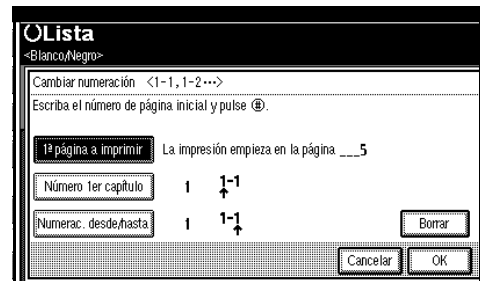 Lista
<Blanco/Negro>
Cambiar numeración <1-1, 1-2···>
Escriba el número de página inicial y pulse ⓗ.
1ª página a imprimir La impresión empieza en la página ___5
Número 1er capítulo 1 1-1
Numerac. desde/hasta 1 1-1
Borrar
Cancelar OK